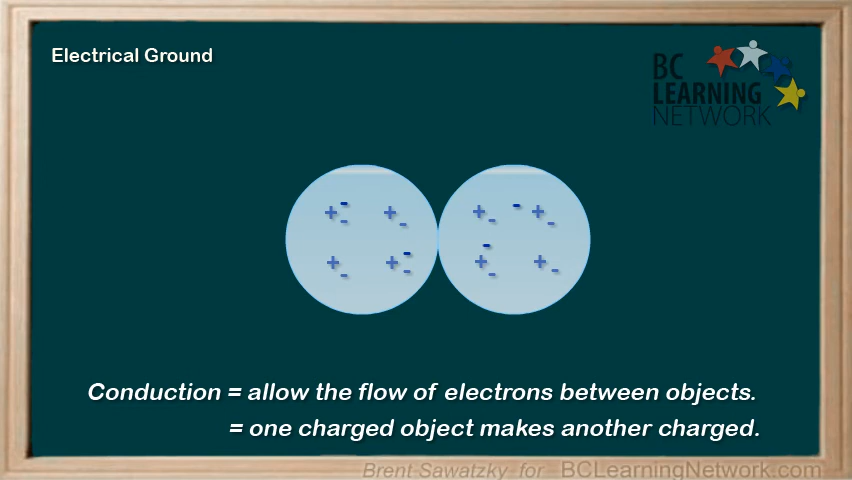 Electrical Ground
BC
LEARNING
NETWORK
+ - - + -
+ - + - -
+ - - + -
- + - + -
Conduction = allow the flow of electrons between objects.
= one charged object makes another charged.
Brent Sawatzky for BCLearningNetwork.com